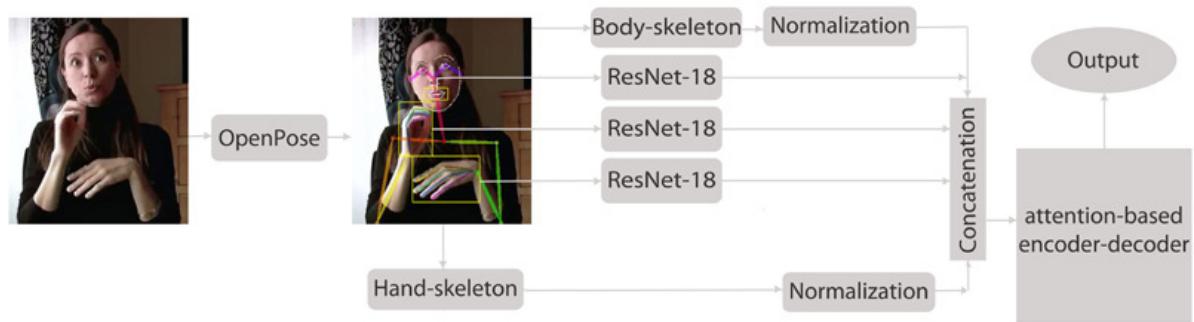 Body-skeleton
Normalization
ResNet-18
Output
OpenPose
ResNet-18
ResNet-18
Concatenation
attention-based
encoder-decoder
Hand-skeleton
Normalization